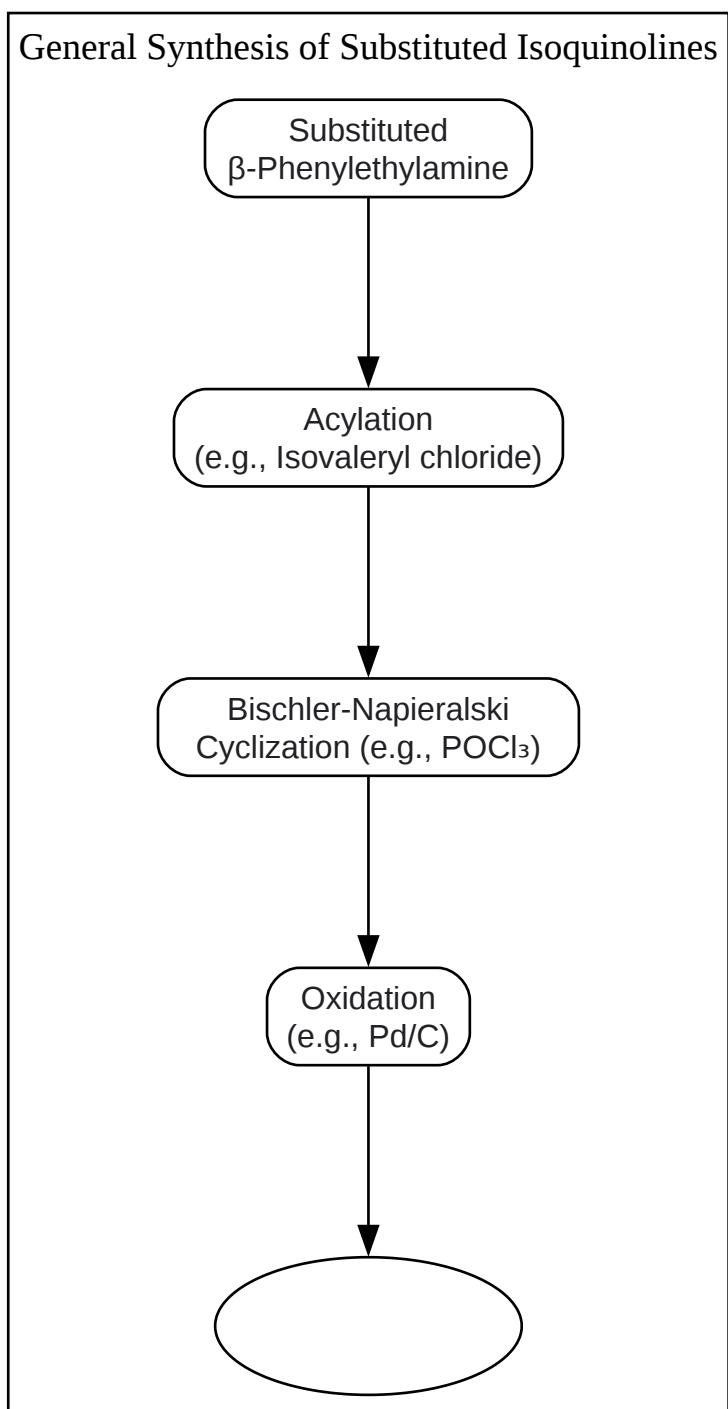 General Synthesis of Substituted Isoquinolines
Substituted
β-Phenylethylamine
Acylation
(e.g., Isovaleryl chloride)
Bischler-Napieralski
Cyclization (e.g., POCl₃)
Oxidation
(e.g., Pd/C)